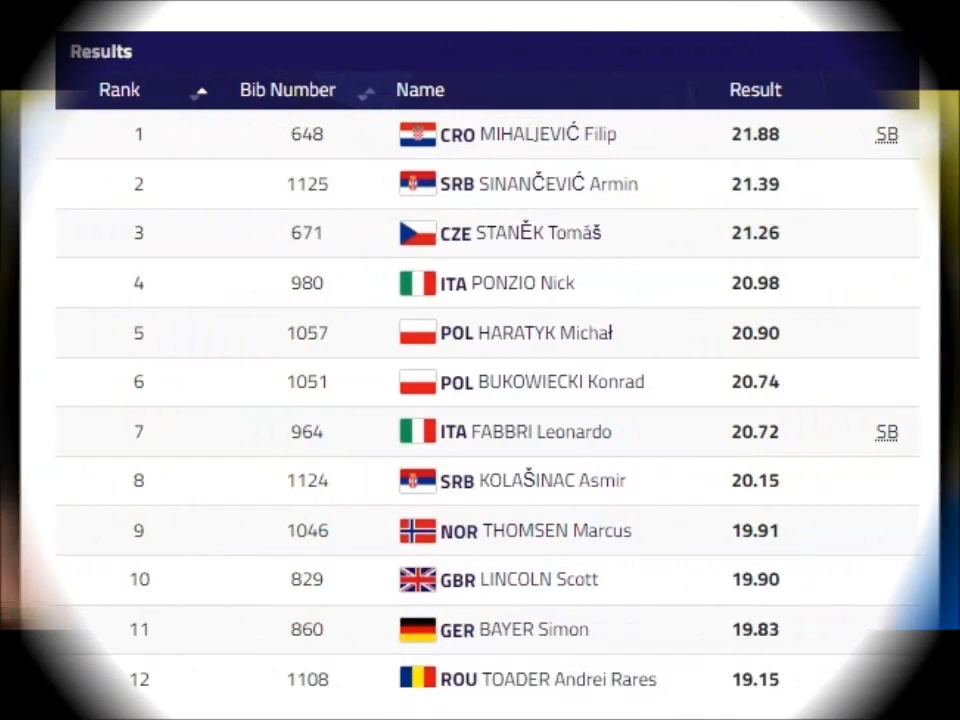 Results
Rank Bib Number Name Result
1 648 CRO MIHALJEVIĆ Filip 21.88 SB
2 1125 SRB SINANČEVIĆ Armin 21.39
3 671 CZE STANĚK Tomáš 21.26
4 980 ITA PONZIO Nick 20.98
5 1057 POL HARATYK Michał 20.90
6 1051 POL BUKOWIECKI Konrad 20.74
7 964 ITA FABBRI Leonardo 20.72 SB
8 1124 SRB KOLAŠINAC Asmir 20.15
9 1046 NOR THOMSEN Marcus 19.91
10 829 GBR LINCOLN Scott 19.90
11 860 GER BAYER Simon 19.83
12 1108 ROU TOADER Andrei Rares 19.15